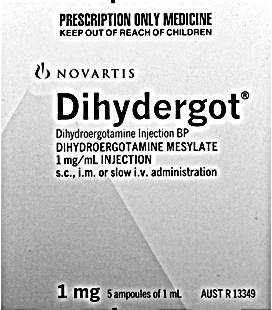 PRESCRIPTION ONLY MEDICINE
KEEP OUT OF REACH OF CHILDREN
NOVARTIS
Dihydergot®
Dihydroergotamine Injection BP
DIHYDROERGOTAMINE MESYLATE
1 mg/mL INJECTION
s.c., i.m. or slow i.v. administration
1 mg 5 ampoules of 1 mL AUST R 13349